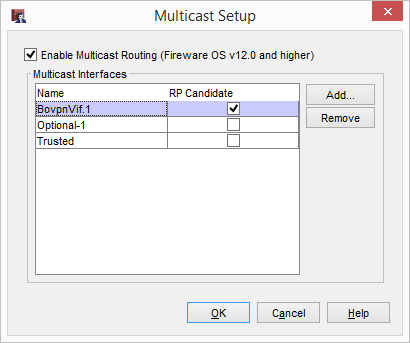 Multicast Setup
Enable Multicast Routing (Fireware OS v12.0 and higher)
Multicast Interfaces
Name RP Candidate
BovpnVif.1
Optional-1
Trusted
Add...
Remove
OK Cancel Help